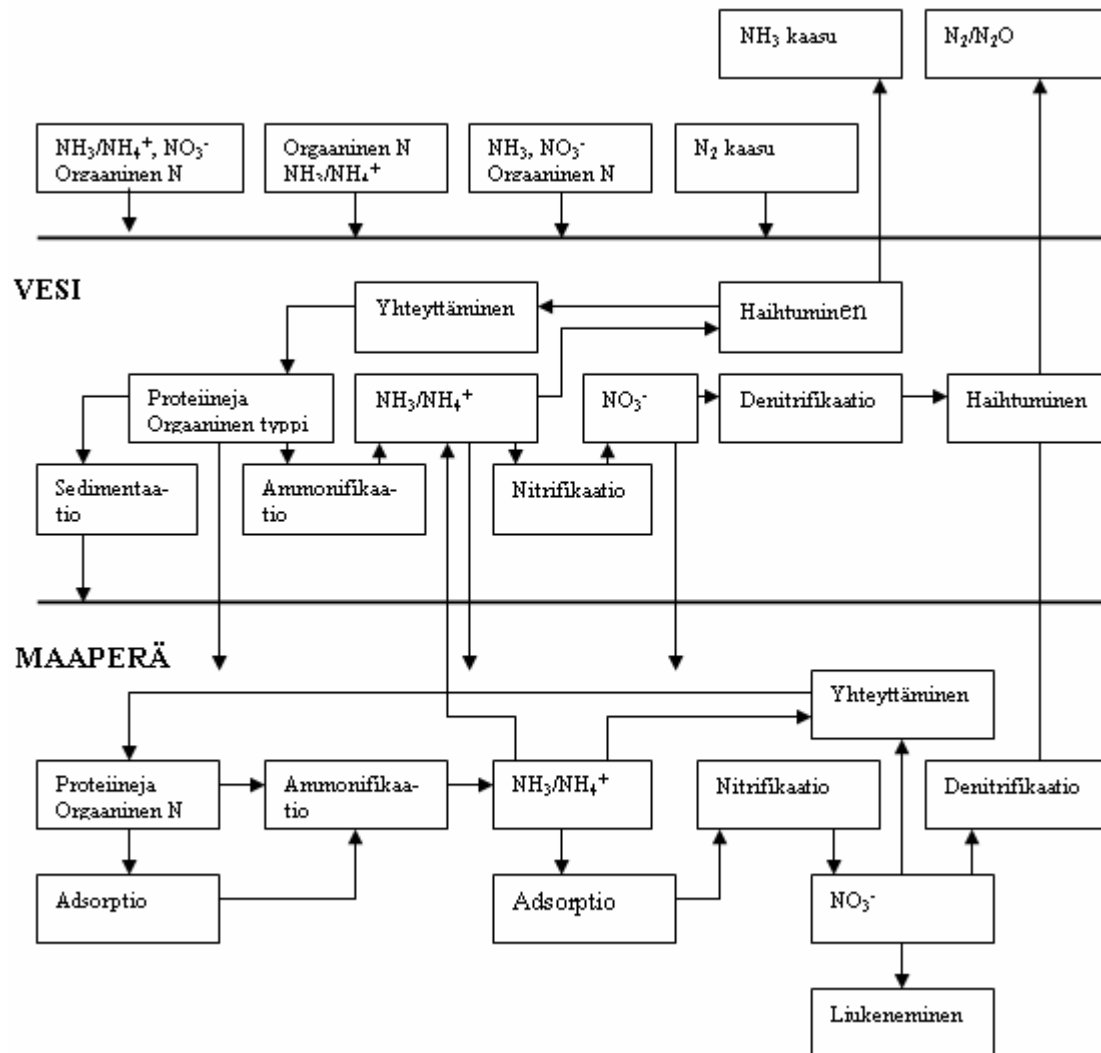 NH₃ kaasu
N₂/N₂O
NH₃/NH₄⁺, NO₃⁻
Orgaaninen N
Orgaaninen N
NH₃/NH₄⁺
NH₃, NO₃⁻
Orgaaninen N
N₂ kaasu
VESI
Yhteyttäminen
Haihtuminen
Proteiineja
Orgaaninen typpi
NH₃/NH₄⁺
NO₃⁻
Denitrifikaatio
Haihtuminen
Sedimentaa-
tio
Ammonifikaa-
tio
Nitrifikaatio
MAAPERÄ
Yhteyttäminen
Proteiineja
Orgaaninen N
Ammonifikaa-
tio
NH₃/NH₄⁺
Nitrifikaatio
Denitrifikaatio
Adsorptio
Adsorptio
NO₃⁻
Liukeneminen